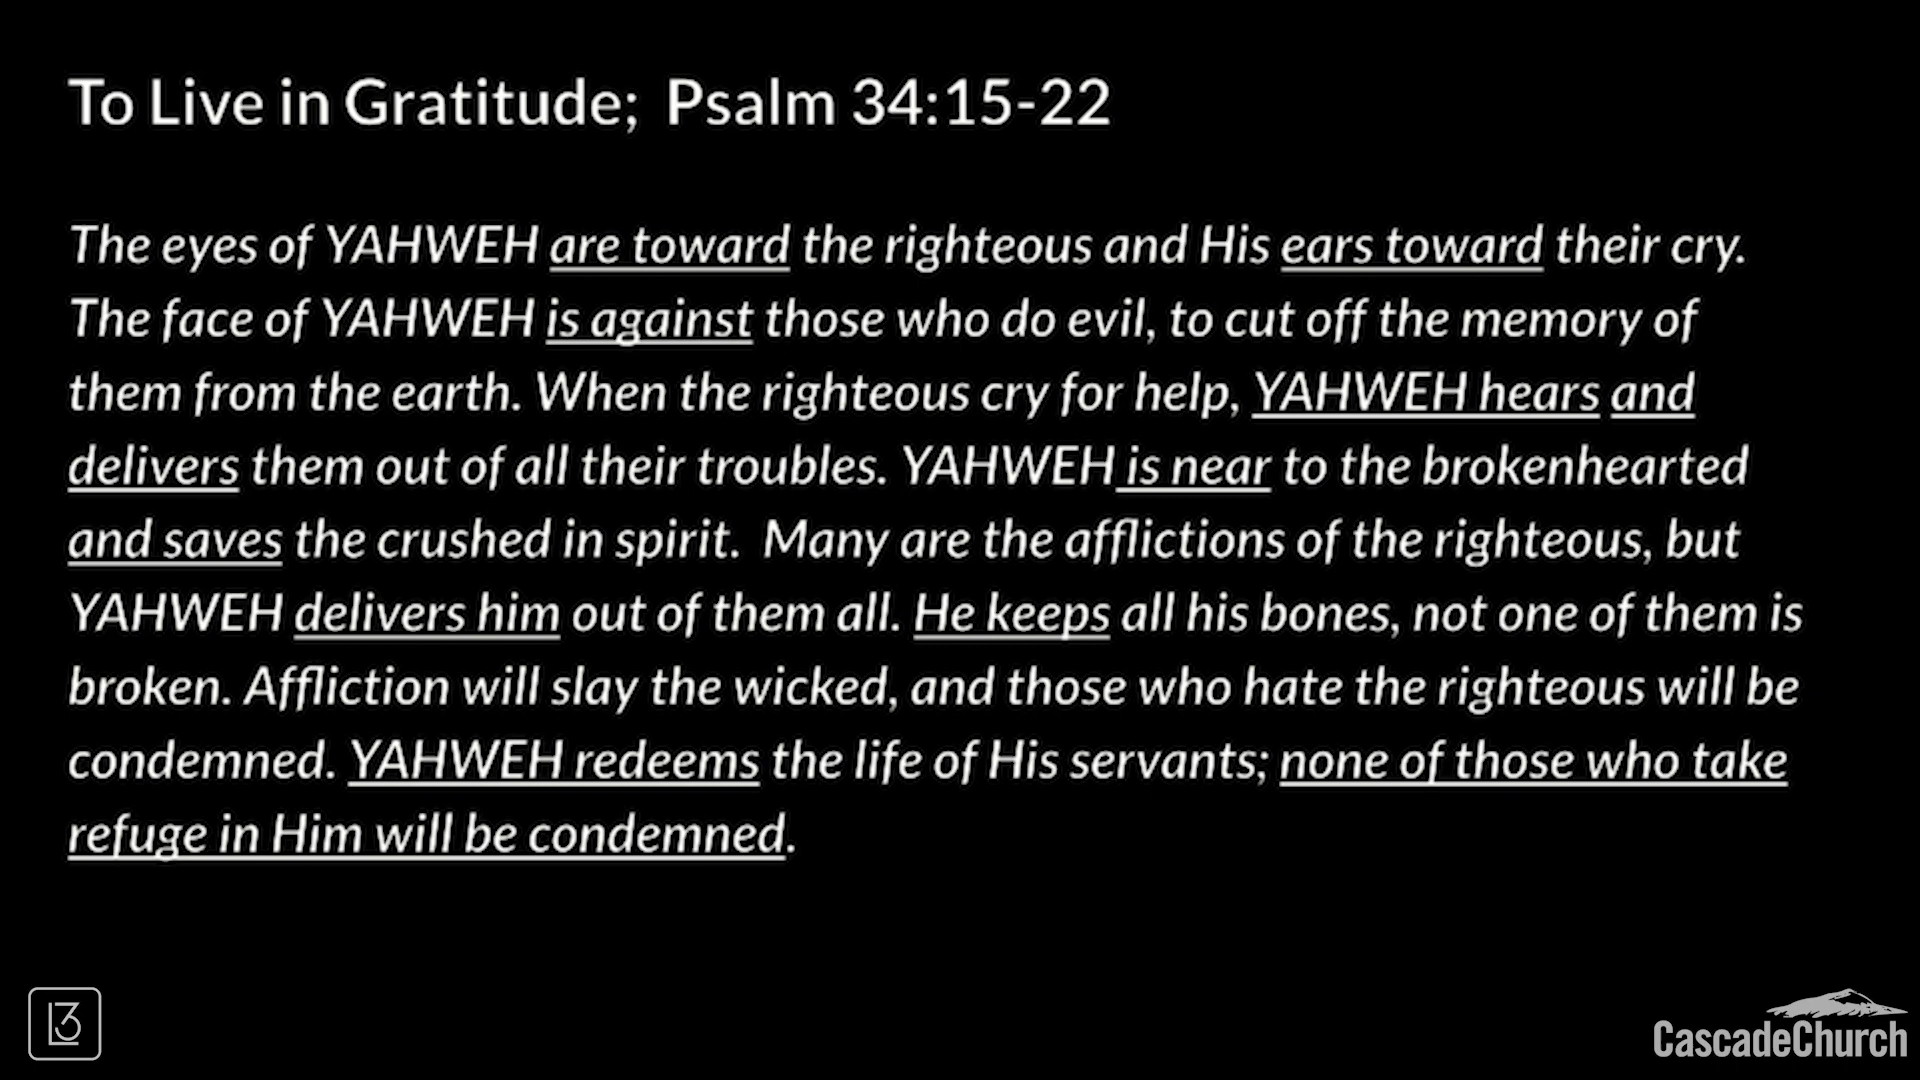 To Live in Gratitude;  Psalm 34:15-22
The eyes of YAHWEH are toward the righteous and His ears toward their cry.
The face of YAHWEH is against those who do evil, to cut off the memory of
them from the earth. When the righteous cry for help, YAHWEH hears and
delivers them out of all their troubles. YAHWEH is near to the brokenhearted
and saves the crushed in spirit.  Many are the afflictions of the righteous, but
YAHWEH delivers him out of them all. He keeps all his bones, not one of them is
broken. Affliction will slay the wicked, and those who hate the righteous will be
condemned. YAHWEH redeems the life of His servants; none of those who take
refuge in Him will be condemned.
L3
CascadeChurch